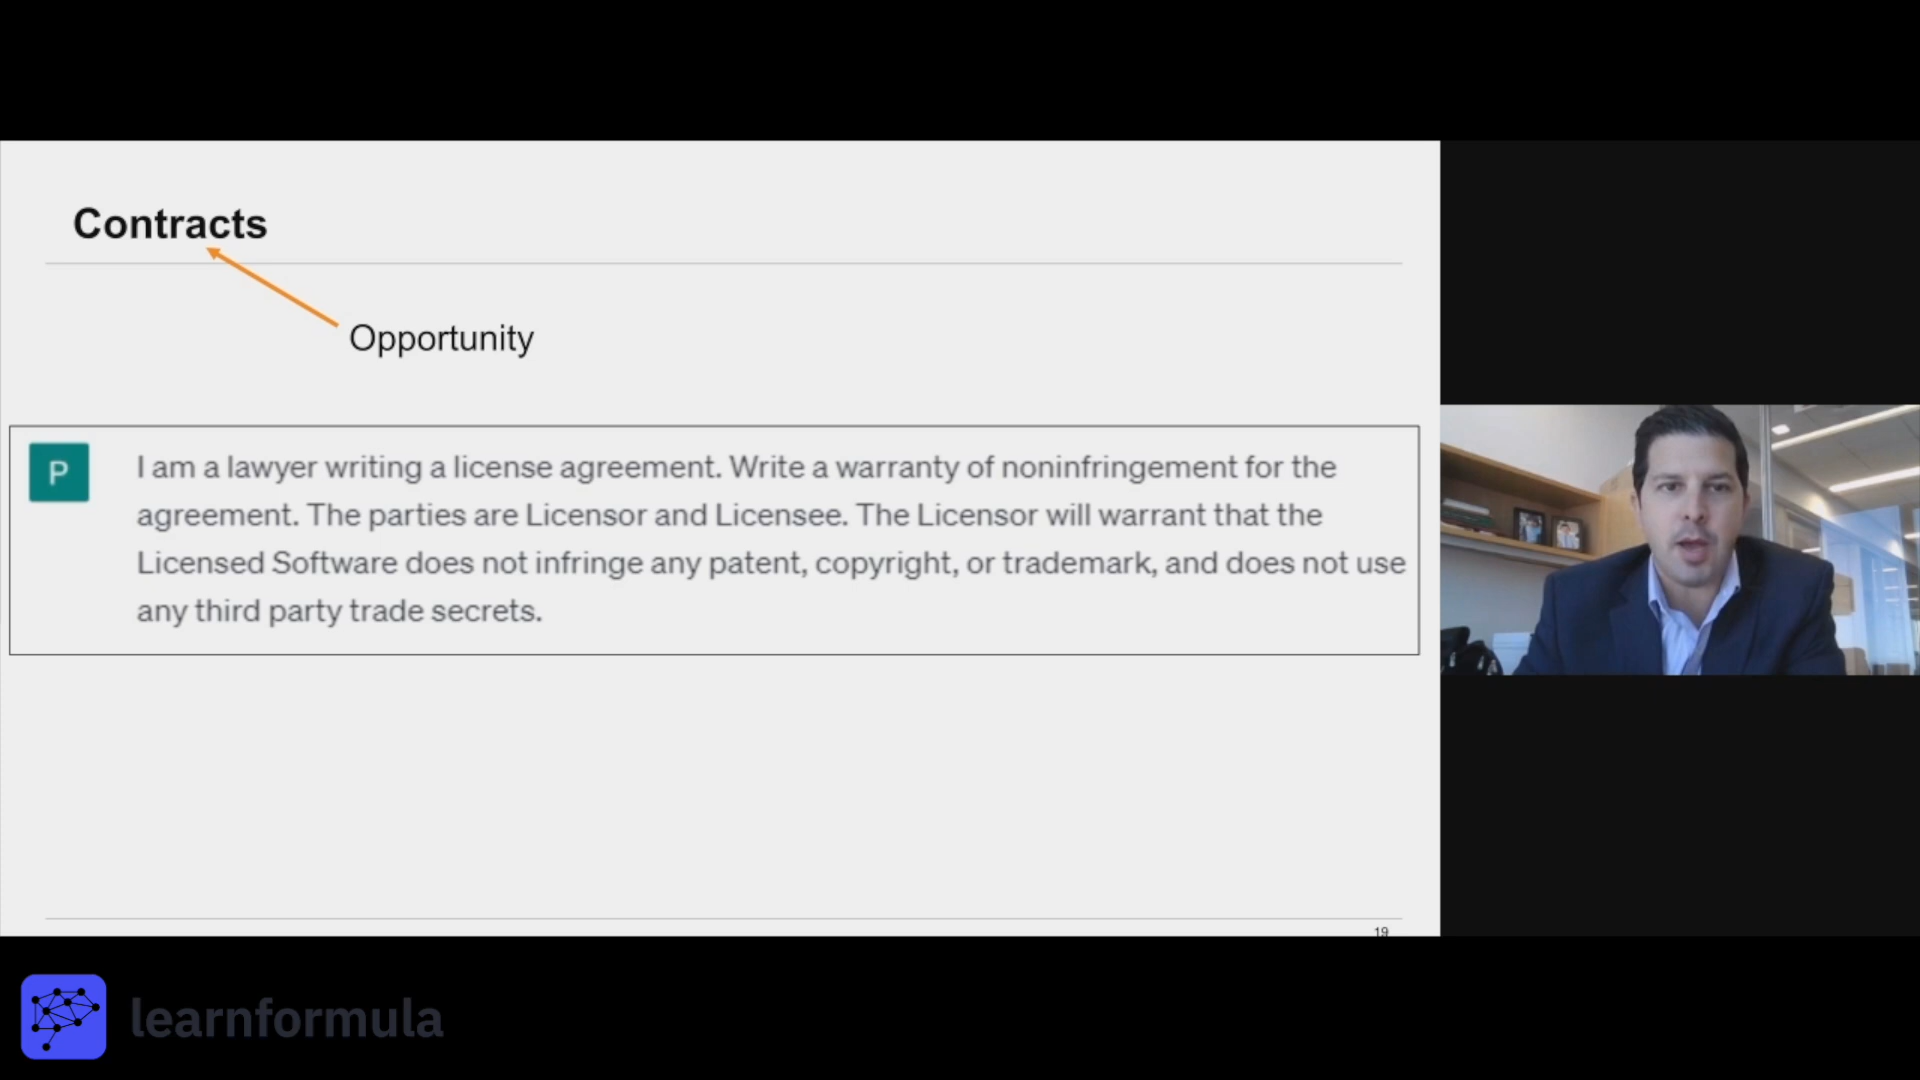 Contracts
Opportunity
P
I am a lawyer writing a license agreement. Write a warranty of noninfringement for the
agreement. The parties are Licensor and Licensee. The Licensor will warrant that the
Licensed Software does not infringe any patent, copyright, or trademark, and does not use
any third party trade secrets.
19
learnformula